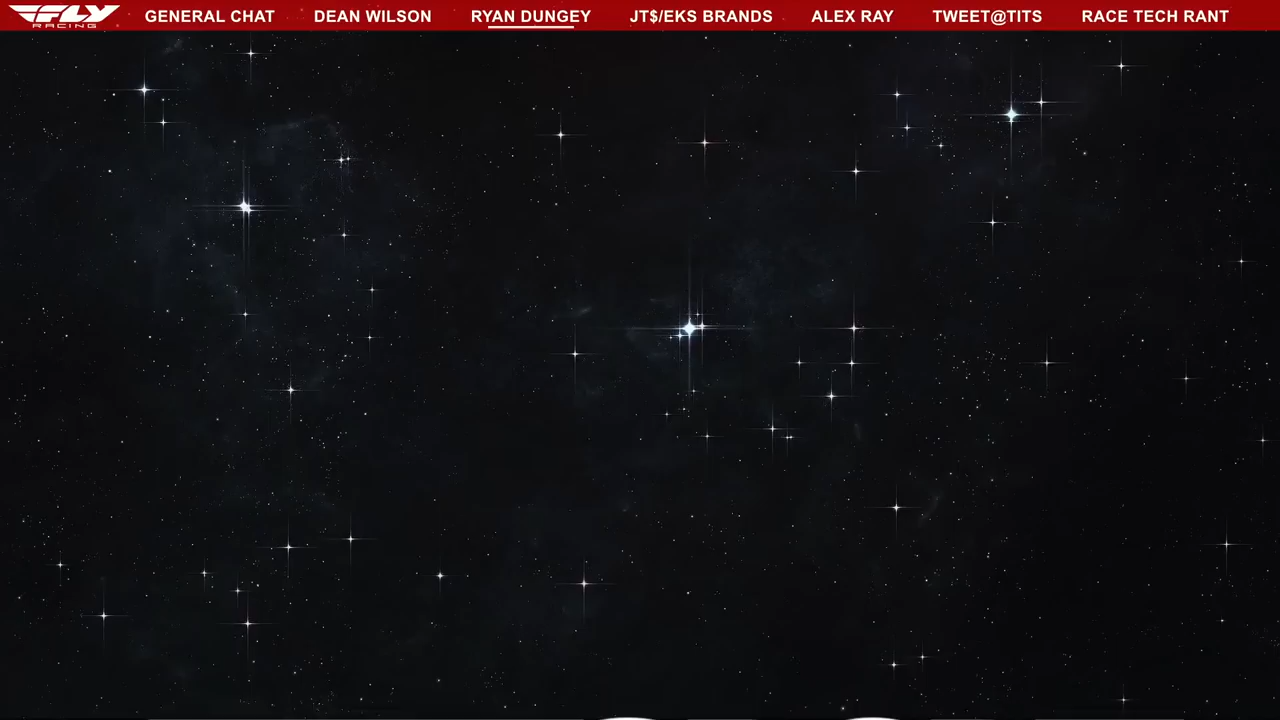 FLY RACING
GENERAL CHAT
DEAN WILSON
RYAN DUNGEY
JT$/EKS BRANDS
ALEX RAY
TWEET@TITS
RACE TECH RANT